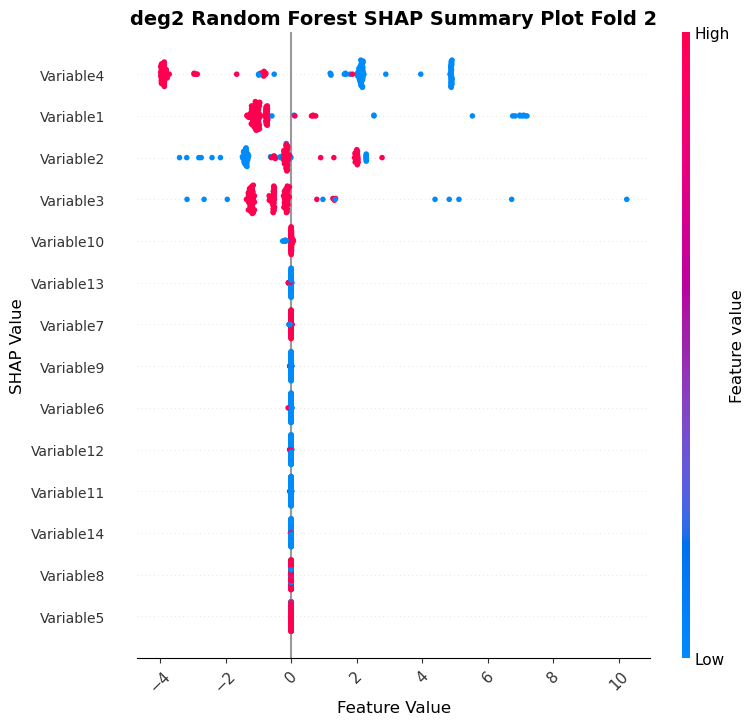 deg2 Random Forest SHAP Summary Plot Fold 2
High
Variable4
Variable1
Variable2
Variable3
Variable10
Variable13
Variable7
Variable9
Variable6
Variable12
Variable11
Variable14
Variable8
Variable5
SHAP Value
Feature value
Low
−4
−2
0
2
4
6
8
10
Feature Value